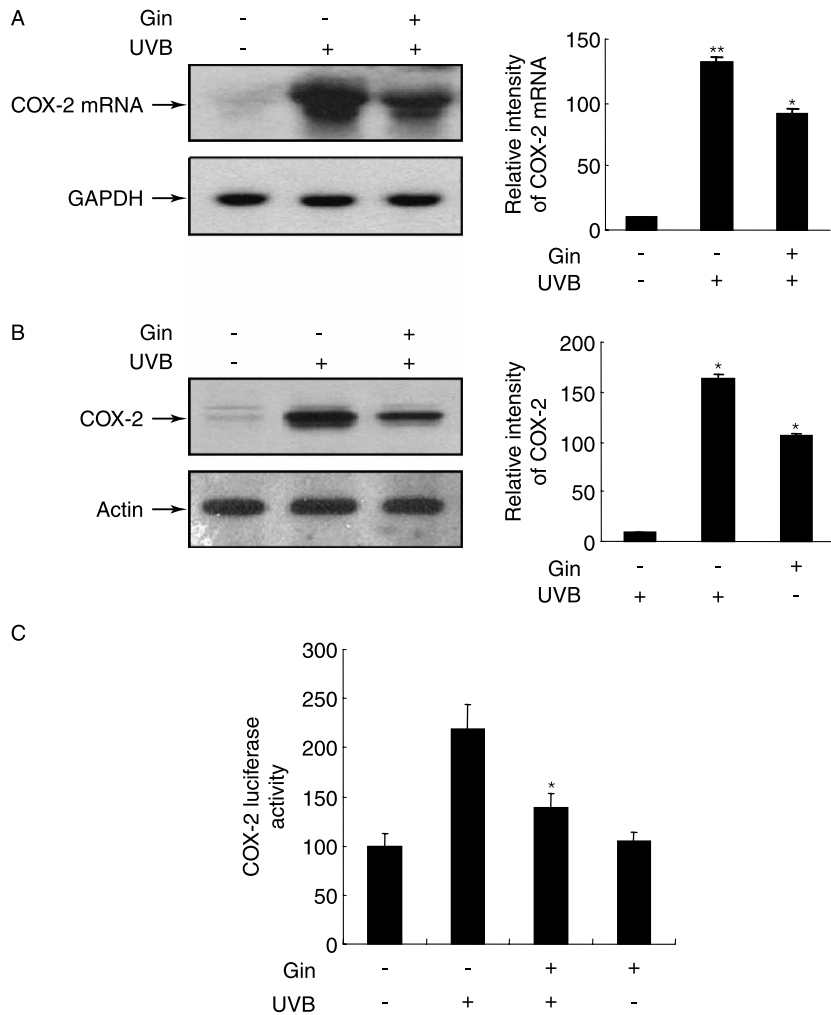 A
Gin - - +
UVB - + +
COX-2 mRNA
GAPDH
Relative intensity
of COX-2 mRNA
150
100
50
0
**
*
Gin - - +
UVB - + +
B
Gin - - +
UVB - + +
COX-2
Actin
Relative intensity
of COX-2
200
150
100
50
0
*
*
Gin - - +
UVB + + -
C
COX-2 luciferase
activity
300
250
200
150
100
50
0
*
Gin - - + +
UVB - + + -